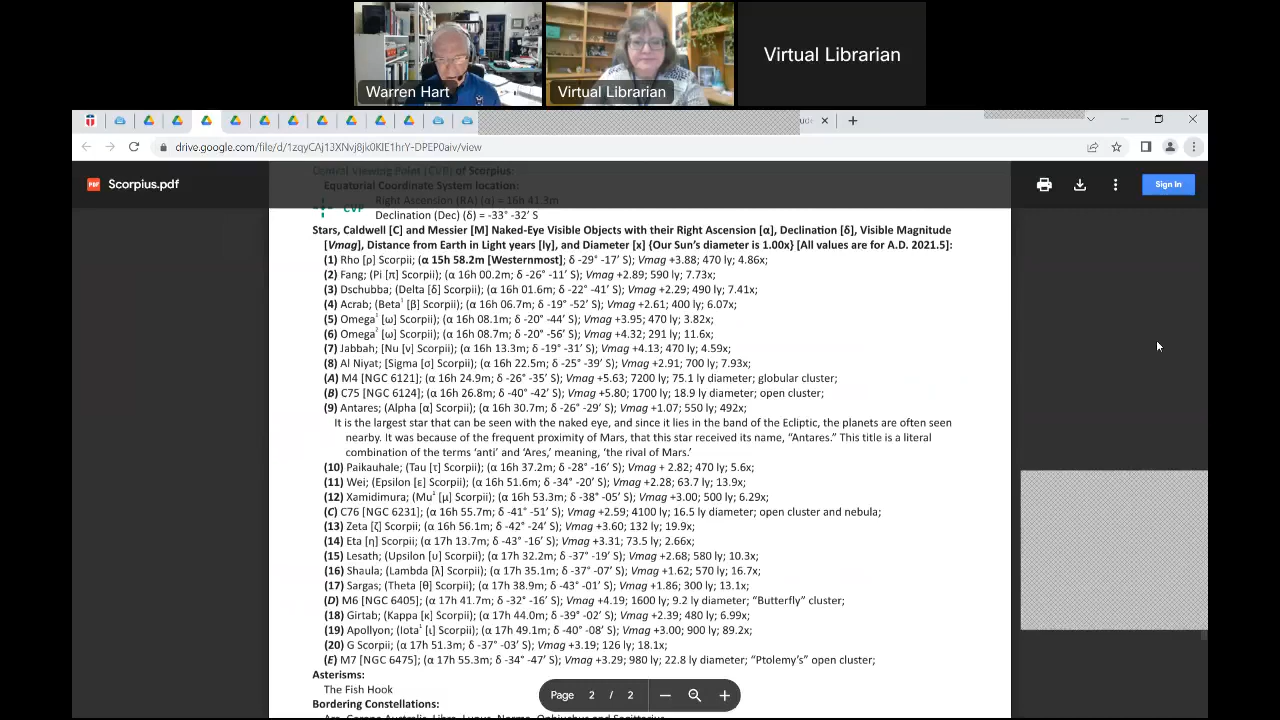 Warren Hart
Virtual Librarian
Virtual Librarian
drive.google.com/file/d/1zqyCAj13XNvj8jk0KlE1hrY-DPEP0aiv/view
Scorpius.pdf
Sign In
of Scorpius:
Equatorial Coordinate System location:
CVP Right Ascension (RA) (α) = 16h 41.3m
Declination (Dec) (δ) = -33° -32’ S
Stars, Caldwell [C] and Messier [M] Naked-Eye Visible Objects with their Right Ascension [α], Declination [δ], Visible Magnitude
[Vmag], Distance from Earth in Light years [ly], and Diameter [x] {Our Sun’s diameter is 1.00x} [All values are for A.D. 2021.5]:
(1) Rho [ρ] Scorpii; (α 15h 58.2m [Westernmost]; δ -29° -17’ S); Vmag +3.88; 470 ly; 4.86x;
(2) Fang; (Pi [π] Scorpii); (α 16h 00.2m; δ -26° -11’ S); Vmag +2.89; 590 ly; 7.73x;
(3) Dschubba; (Delta [δ] Scorpii); (α 16h 01.6m; δ -22° -41’ S); Vmag +2.29; 490 ly; 7.41x;
(4) Acrab; (Beta¹ [β] Scorpii); (α 16h 06.7m; δ -19° -52’ S); Vmag +2.61; 400 ly; 6.07x;
(5) Omega¹ [ω] Scorpii; (α 16h 08.1m; δ -20° -44’ S); Vmag +3.95; 470 ly; 3.82x;
(6) Omega² [ω] Scorpii; (α 16h 08.7m; δ -20° -56’ S); Vmag +4.32; 291 ly; 11.6x;
(7) Jabbah; [Nu [ν] Scorpii); (α 16h 13.3m; δ -19° -31’ S); Vmag +4.13; 470 ly; 4.59x;
(8) Al Niyat; [Sigma [σ] Scorpii); (α 16h 22.5m; δ -25° -39’ S); Vmag +2.91; 700 ly; 7.93x;
(A) M4 [NGC 6121]; (α 16h 24.9m; δ -26° -35’ S); Vmag +5.63; 7200 ly; 75.1 ly diameter; globular cluster;
(B) C75 [NGC 6124]; (α 16h 26.8m; δ -40° -42’ S); Vmag +5.80; 1700 ly; 18.9 ly diameter; open cluster;
(9) Antares; (Alpha [α] Scorpii); (α 16h 30.7m; δ -26° -29’ S); Vmag +1.07; 550 ly; 492x;
It is the largest star that can be seen with the naked eye, and since it lies in the band of the Ecliptic, the planets are often seen
nearby. It was because of the frequent proximity of Mars, that this star received its name, “Antares.” This title is a literal
combination of the terms ‘anti’ and ‘Ares,’ meaning, ‘the rival of Mars.’
(10) Paikauhale; (Tau [τ] Scorpii); (α 16h 37.2m; δ -28° -16’ S); Vmag + 2.82; 470 ly; 5.6x;
(11) Wei; (Epsilon [ε] Scorpii); (α 16h 51.6m; δ -34° -20’ S); Vmag +2.28; 63.7 ly; 13.9x;
(12) Xamidimura; (Mu¹ [μ] Scorpii); (α 16h 53.3m; δ -38° -05’ S); Vmag +3.00; 500 ly; 6.29x;
(C) C76 [NGC 6231]; (α 16h 55.7m; δ -41° -51’ S); Vmag +2.59; 4100 ly; 16.5 ly diameter; open cluster and nebula;
(13) Zeta [ζ] Scorpii; (α 16h 56.1m; δ -42° -24’ S); Vmag +3.60; 132 ly; 19.9x;
(14) Eta [η] Scorpii; (α 17h 13.7m; δ -43° -16’ S); Vmag +3.31; 73.5 ly; 2.66x;
(15) Lesath; (Upsilon [υ] Scorpii); (α 17h 32.2m; δ -37° -19’ S); Vmag +2.68; 580 ly; 10.3x;
(16) Shaula; (Lambda [λ] Scorpii); (α 17h 35.1m; δ -37° -07’ S); Vmag +1.62; 570 ly; 16.7x;
(17) Sargas; (Theta [θ] Scorpii); (α 17h 38.9m; δ -43° -01’ S); Vmag +1.86; 300 ly; 13.1x;
(D) M6 [NGC 6405]; (α 17h 41.7m; δ -32° -16’ S); Vmag +4.19; 1600 ly; 9.2 ly diameter; “Butterfly” cluster;
(18) Girtab; (Kappa [κ] Scorpii); (α 17h 44.0m; δ -39° -02’ S); Vmag +2.39; 480 ly; 6.99x;
(19) Apollyon; (Iota¹ [ι] Scorpii); (α 17h 49.1m; δ -40° -08’ S); Vmag +3.00; 900 ly; 89.2x;
(20) G Scorpii; (α 17h 51.3m; δ -37° -03’ S); Vmag +3.19; 126 ly; 18.1x;
(E) M7 [NGC 6475]; (α 17h 55.3m; δ -34° -47’ S); Vmag +3.29; 980 ly; 22.8 ly diameter; “Ptolemy’s” open cluster;
Asterisms:
The Fish Hook
Page 2 / 2
Bordering Constellations:
Ara, Corona Australis, Libra, Lupus, Norma, Ophiuchus and Sagittarius